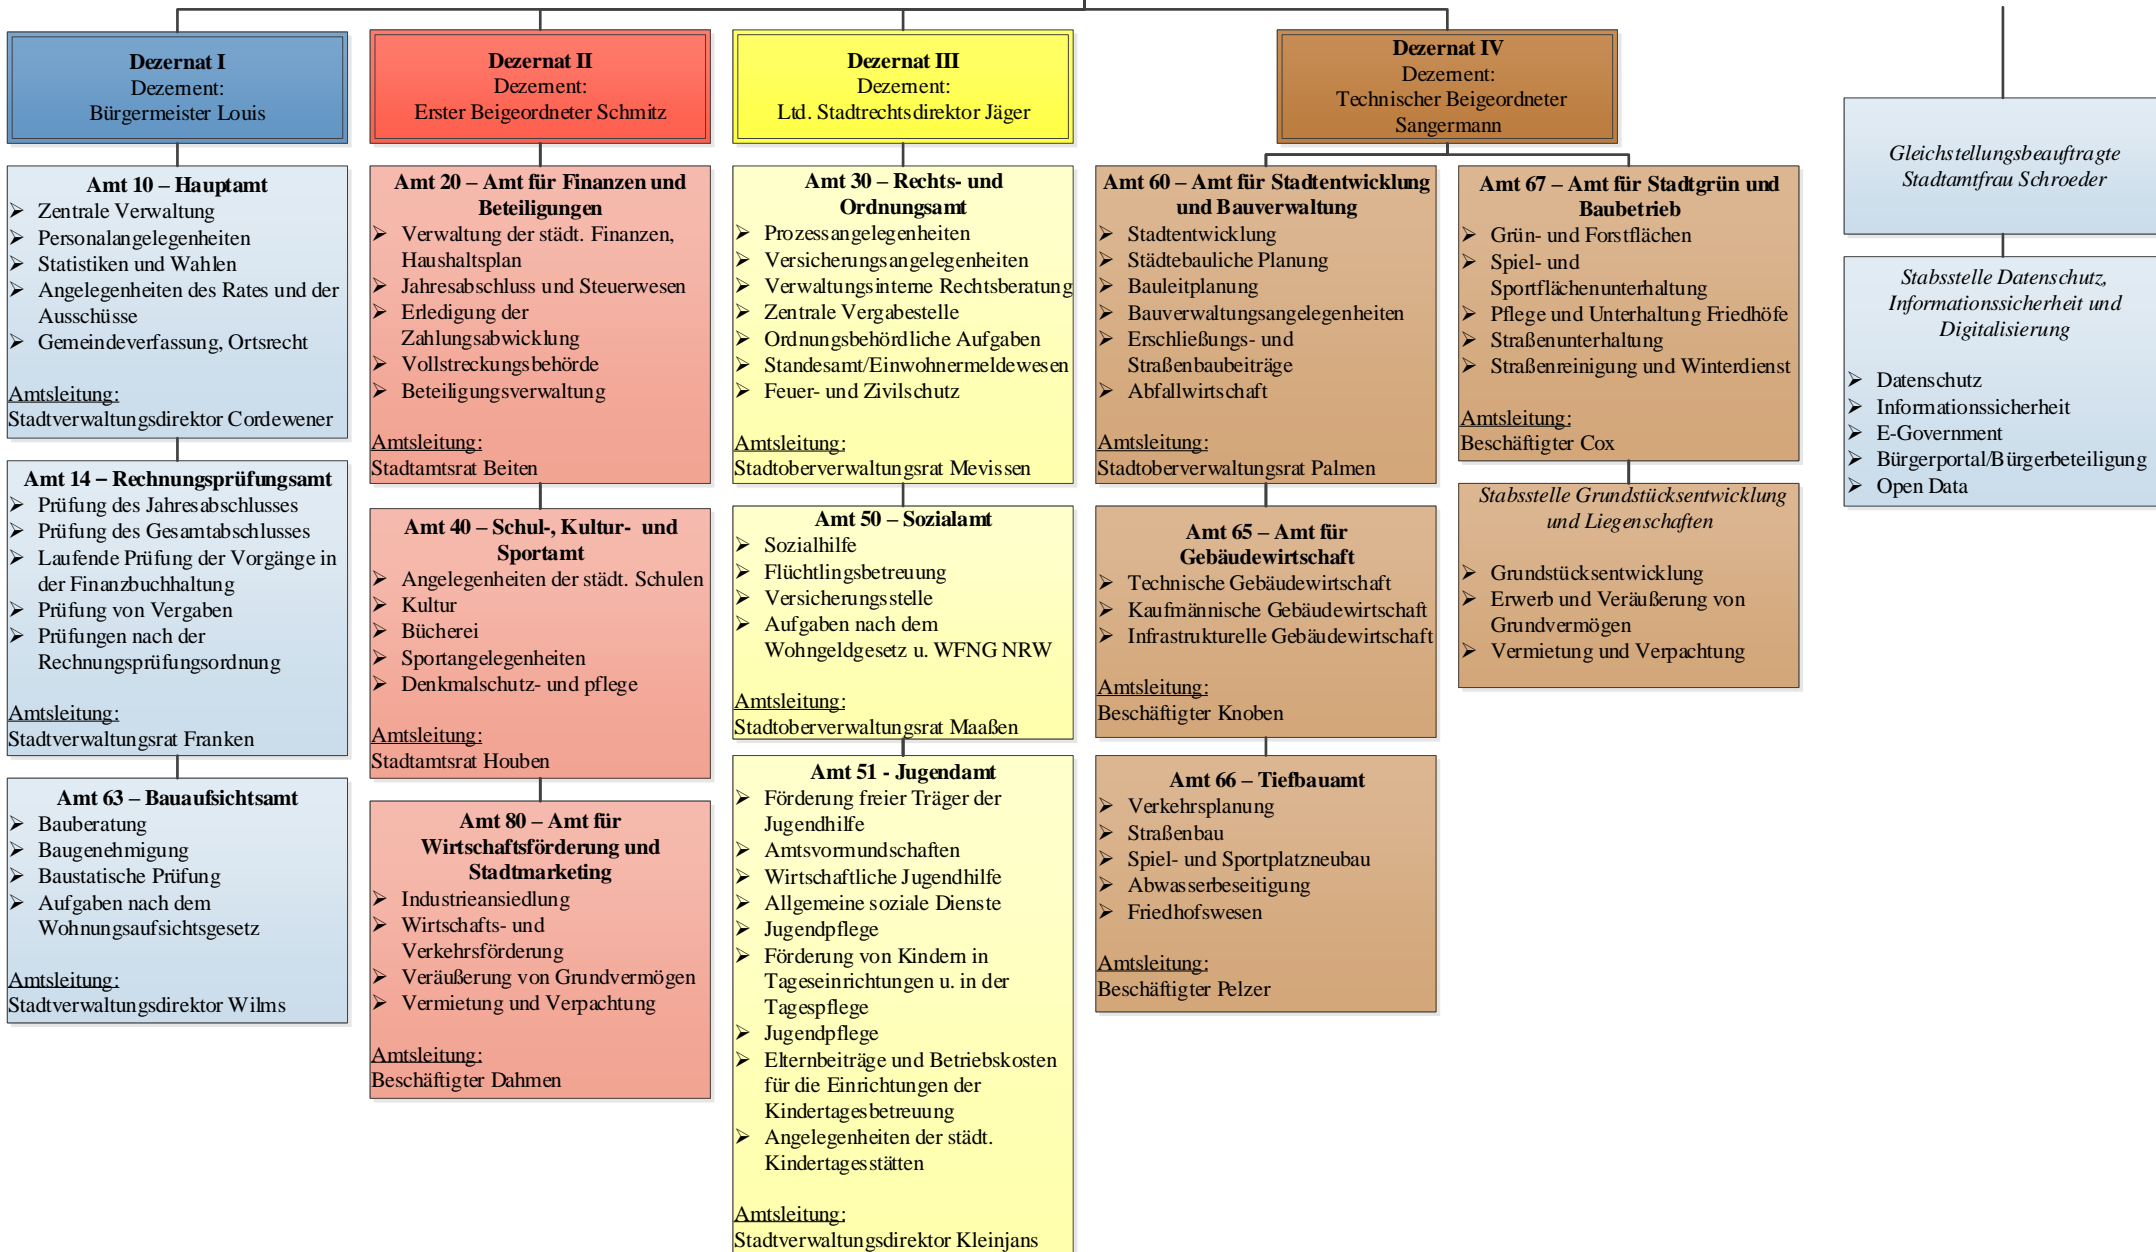 Dezernat I
Dezernent:
Bürgermeister Louis
Amt 10 – Hauptamt
➢ Zentrale Verwaltung
➢ Personalangelegenheiten
➢ Statistiken und Wahlen
➢ Angelegenheiten des Rates und der
Ausschüsse
➢ Gemeindeverfassung, Ortsrecht
Amtsleitung:
Stadtverwaltungsdirektor Cordewener
Amt 14 – Rechnungsprüfungsamt
➢ Prüfung des Jahresabschlusses
➢ Prüfung des Gesamtabschlusses
➢ Laufende Prüfung der Vorgänge in
der Finanzbuchhaltung
➢ Prüfung von Vergaben
➢ Prüfungen nach der
Rechnungsprüfungsordnung
Amtsleitung:
Stadtverwaltungsrat Franken
Amt 63 – Bauaufsichtsamt
➢ Bauberatung
➢ Baugenehmigung
➢ Baustatische Prüfung
➢ Aufgaben nach dem
Wohnungsaufsichtsgesetz
Amtsleitung:
Stadtverwaltungsdirektor Wilms
Dezernat II
Dezernent:
Erster Beigeordneter Schmitz
Amt 20 – Amt für Finanzen und
Beteiligungen
➢ Verwaltung der städt. Finanzen,
Haushaltsplan
➢ Jahresabschluss und Steuerwesen
➢ Erledigung der
Zahlungsabwicklung
➢ Vollstreckungsbehörde
➢ Beteiligungsverwaltung
Amtsleitung:
Stadtamtsrat Beiten
Amt 40 – Schul-, Kultur- und
Sportamt
➢ Angelegenheiten der städt. Schulen
➢ Kultur
➢ Bücherei
➢ Sportangelegenheiten
➢ Denkmalschutz- und pflege
Amtsleitung:
Stadtamtsrat Houben
Amt 80 – Amt für
Wirtschaftsförderung und
Stadtmarketing
➢ Industrieansiedlung
➢ Wirtschafts- und
Verkehrsförderung
➢ Veräußerung von Grundvermögen
➢ Vermietung und Verpachtung
Amtsleitung:
Beschäftigter Dahmen
Dezernat III
Dezernent:
Ltd. Stadtrechtsdirektor Jäger
Amt 30 – Rechts- und
Ordnungsamt
➢ Prozessangelegenheiten
➢ Versicherungsangelegenheiten
➢ Verwaltungsinterne Rechtsberatung
➢ Zentrale Vergabestelle
➢ Ordnungsbehördliche Aufgaben
➢ Standesamt/Einwohnermeldewesen
➢ Feuer- und Zivilschutz
Amtsleitung:
Stadtoberverwaltungsrat Mevissen
Amt 50 – Sozialamt
➢ Sozialhilfe
➢ Flüchtlingsbetreuung
➢ Versicherungsstelle
➢ Aufgaben nach dem
Wohngeldgesetz u. WFNG NRW
Amtsleitung:
Stadtoberverwaltungsrat Maaßen
Amt 51 - Jugendamt
➢ Förderung freier Träger der
Jugendhilfe
➢ Amtsvormundschaften
➢ Wirtschaftliche Jugendhilfe
➢ Allgemeine soziale Dienste
➢ Jugendpflege
➢ Förderung von Kindern in
Tageseinrichtungen u. in der
Tagespflege
➢ Jugendpflege
➢ Elternbeiträge und Betriebskosten
für die Einrichtungen der
Kindertagesbetreuung
➢ Angelegenheiten der städt.
Kindertagesstätten
Amtsleitung:
Stadtverwaltungsdirektor Kleinjans
Dezernat IV
Dezernent:
Technischer Beigeordneter
Sangermann
Amt 60 – Amt für Stadtentwicklung
und Bauverwaltung
➢ Stadtentwicklung
➢ Städtebauliche Planung
➢ Bauleitplanung
➢ Bauverwaltungsangelegenheiten
➢ Erschließungs- und
Straßenbaubeiträge
➢ Abfallwirtschaft
Amtsleitung:
Stadtoberverwaltungsrat Palmen
Amt 65 – Amt für
Gebäudewirtschaft
➢ Technische Gebäudewirtschaft
➢ Kaufmännische Gebäudewirtschaft
➢ Infrastrukturelle Gebäudewirtschaft
Amtsleitung:
Beschäftigter Knoben
Amt 66 – Tiefbauamt
➢ Verkehrsplanung
➢ Straßenbau
➢ Spiel- und Sportplatzneubau
➢ Abwasserbeseitigung
➢ Friedhofswesen
Amtsleitung:
Beschäftigter Pelzer
Amt 67 – Amt für Stadtgrün und
Baubetrieb
➢ Grün- und Forstflächen
➢ Spiel- und
Sportflächenunterhaltung
➢ Pflege und Unterhaltung Friedhöfe
➢ Straßenunterhaltung
➢ Straßenreinigung und Winterdienst
Amtsleitung:
Beschäftigter Cox
Stabsstelle Grundstücksentwicklung
und Liegenschaften
➢ Grundstücksentwicklung
➢ Erwerb und Veräußerung von
Grundvermögen
➢ Vermietung und Verpachtung
Gleichstellungsbeauftragte
Stadtamtfrau Schroeder
Stabsstelle Datenschutz,
Informationssicherheit und
Digitalisierung
➢ Datenschutz
➢ Informationssicherheit
➢ E-Government
➢ Bürgerportal/Bürgerbeteiligung
➢ Open Data